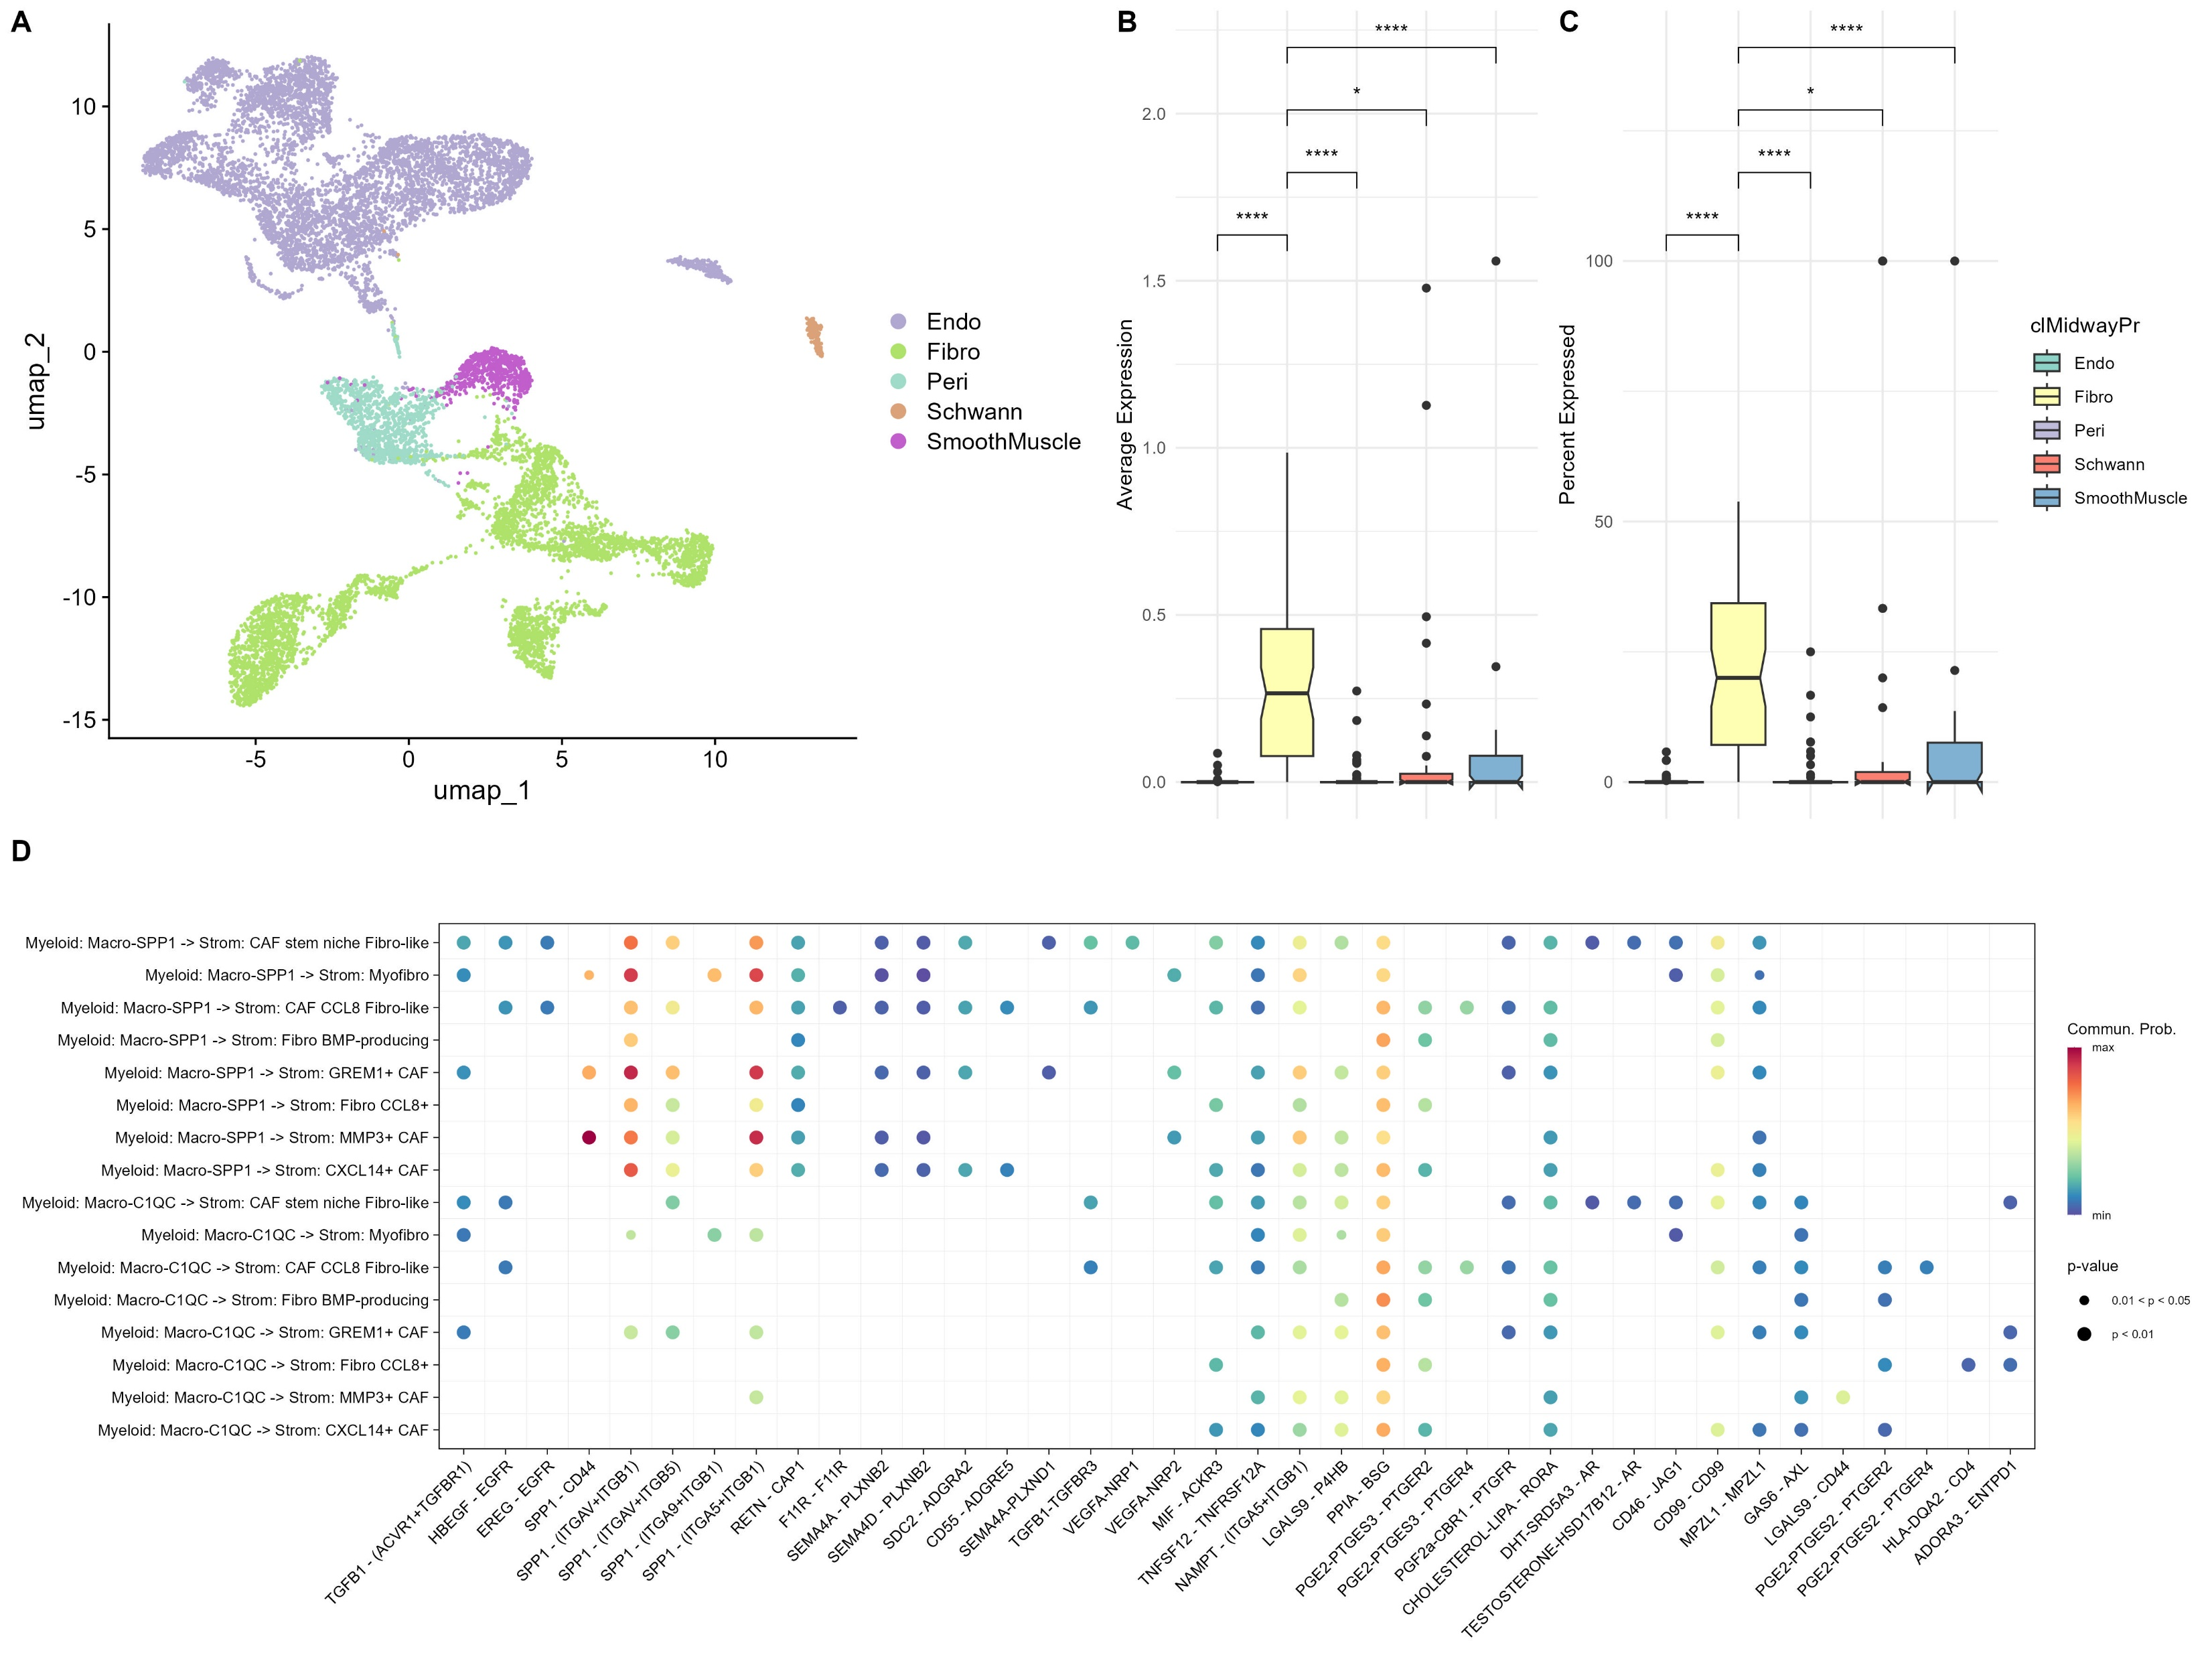 A
umap_2
10
5
0
-5
-10
-15
-5
0
5
10
umap_1
Endo
Fibro
Peri
Schwann
SmoothMuscle
B
Average Expression
2.0
1.5
1.0
0.5
0.0
****
*
****
****
C
Percent Expressed
100
50
0
****
*
****
****
clMidwayPr
Endo
Fibro
Peri
Schwann
SmoothMuscle
D
Myeloid: Macro-SPP1 -> Strom: CAF stem niche Fibro-like
Myeloid: Macro-SPP1 -> Strom: Myofibro
Myeloid: Macro-SPP1 -> Strom: CAF CCL8 Fibro-like
Myeloid: Macro-SPP1 -> Strom: Fibro BMP-producing
Myeloid: Macro-SPP1 -> Strom: GREM1+ CAF
Myeloid: Macro-SPP1 -> Strom: Fibro CCL8+
Myeloid: Macro-SPP1 -> Strom: MMP3+ CAF
Myeloid: Macro-SPP1 -> Strom: CXCL14+ CAF
Myeloid: Macro-C1QC -> Strom: CAF stem niche Fibro-like
Myeloid: Macro-C1QC -> Strom: Myofibro
Myeloid: Macro-C1QC -> Strom: CAF CCL8 Fibro-like
Myeloid: Macro-C1QC -> Strom: Fibro BMP-producing
Myeloid: Macro-C1QC -> Strom: GREM1+ CAF
Myeloid: Macro-C1QC -> Strom: Fibro CCL8+
Myeloid: Macro-C1QC -> Strom: MMP3+ CAF
Myeloid: Macro-C1QC -> Strom: CXCL14+ CAF
TGFB1 - (ACVR1+TGFBR1)
HBEGF - EGFR
EREG - EGFR
SPP1 - CD44
SPP1 - (ITGAV+ITGB1)
SPP1 - (ITGAV+ITGB5)
SPP1 - (ITGA9+ITGB1)
SPP1 - (ITGA5+ITGB1)
RETN - CAP1
F11R - F11R
SEMA4A - PLXNB2
SEMA4D - PLXNB2
SDC2 - ADGRA2
CD55 - ADGRE5
SEMA4A-PLXND1
TGFB1-TGFBR3
VEGFA-NRP1
VEGFA-NRP2
MIF - ACKR3
TNFSF12 - TNFRSF12A
NAMPT - (ITGA5+ITGB1)
LGALS9 - P4HB
PPIA - BSG
PGE2-PTGES3 - PTGER2
PGE2-PTGES3 - PTGER4
PGF2a-CBR1 - PTGFR
CHOLESTEROL-LIPA - RORA
DHT-SRD5A3 - AR
TESTOSTERONE-HSD17B12 - AR
CD46 - JAG1
CD99 - CD99
MPZL1 - MPZL1
GAS6 - AXL
LGALS9 - CD44
PGE2-PTGES2 - PTGER2
PGE2-PTGES2 - PTGER4
HLA-DQA2 - CD4
ADORA3 - ENTPD1
Commun. Prob.
max
min
p-value
0.01 < p < 0.05
p < 0.01